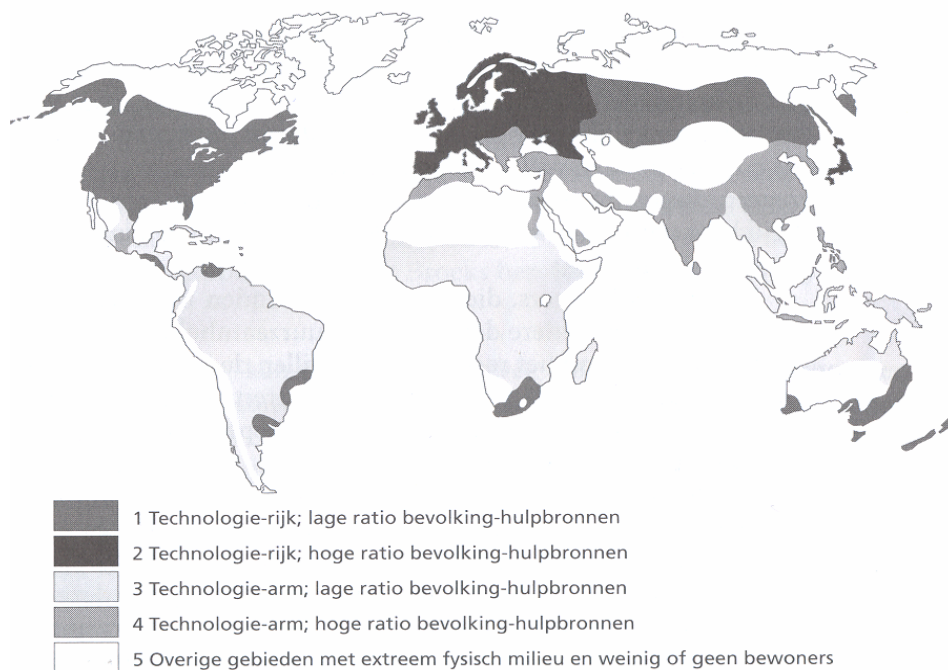 1 Technologie-rijk; lage ratio bevolking-hulpbronnen
2 Technologie-rijk; hoge ratio bevolking-hulpbronnen
3 Technologie-arm; lage ratio bevolking-hulpbronnen
4 Technologie-arm; hoge ratio bevolking-hulpbronnen
5 Overige gebieden met extreem fysisch milieu en weinig of geen bewoners